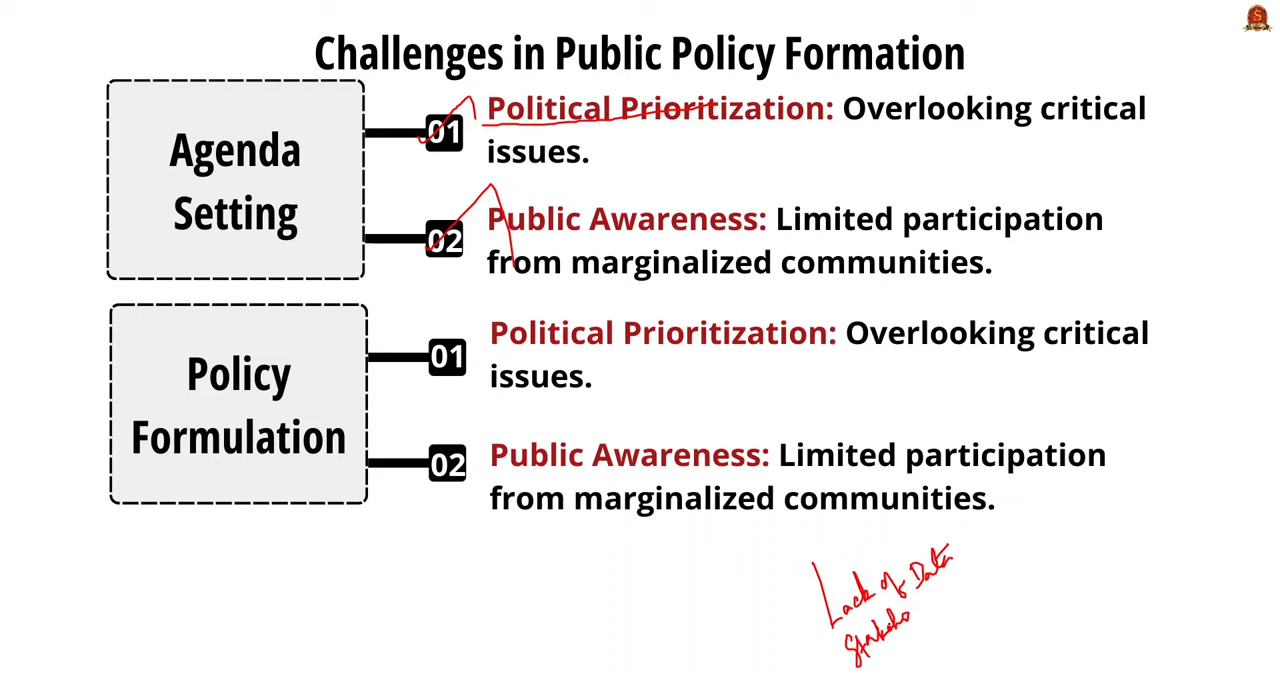 Challenges in Public Policy Formation
Agenda
Setting
01
Political Prioritization: Overlooking critical
issues.
02
Public Awareness: Limited participation
from marginalized communities.
Policy
Formulation
01
Political Prioritization: Overlooking critical
issues.
02
Public Awareness: Limited participation
from marginalized communities.
Lack of Data
Stakeho